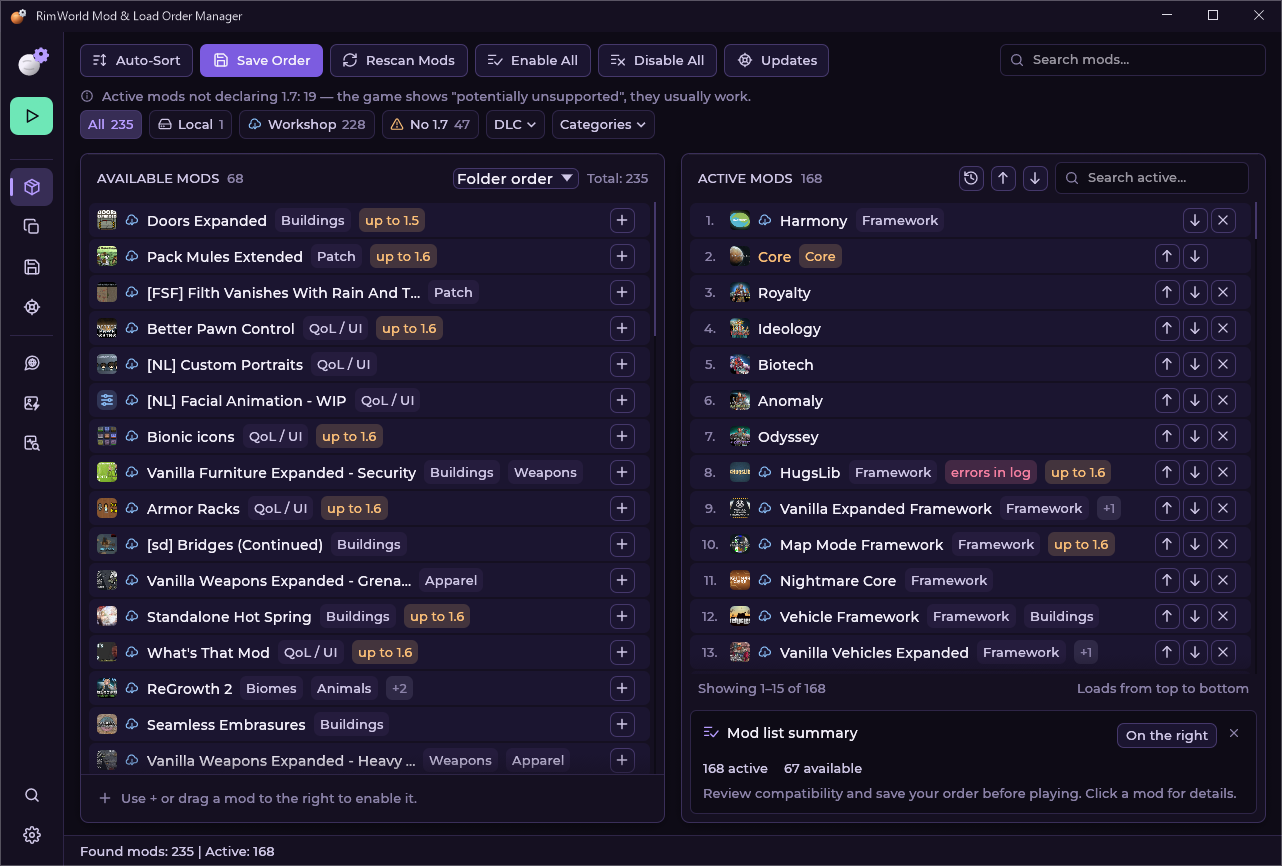 RimWorld Mod & Load Order Manager
Auto-Sort Save Order Rescan Mods Enable All Disable All Updates Search mods...
Active mods not declaring 1.7: 19 — the game shows "potentially unsupported", they usually work.
All 235 Local 1 Workshop 228 No 1.7 47 DLC Categories
AVAILABLE MODS 68 Folder order Total: 235
Doors Expanded Buildings up to 1.5
Pack Mules Extended Patch up to 1.6
[FSF] Filth Vanishes With Rain And T... Patch
Better Pawn Control QoL / UI up to 1.6
[NL] Custom Portraits QoL / UI
[NL] Facial Animation - WIP QoL / UI
Bionic icons QoL / UI up to 1.6
Vanilla Furniture Expanded - Security Buildings Weapons
Armor Racks QoL / UI up to 1.6
[sd] Bridges (Continued) Buildings
Vanilla Weapons Expanded - Grena... Apparel
Standalone Hot Spring Buildings up to 1.6
What's That Mod QoL / UI up to 1.6
ReGrowth 2 Biomes Animals +2
Seamless Embrasures Buildings
Vanilla Weapons Expanded - Heavy ... Weapons Apparel
Use + or drag a mod to the right to enable it.
ACTIVE MODS 168 Search active...
1. Harmony Framework
2. Core Core
3. Royalty
4. Ideology
5. Biotech
6. Anomaly
7. Odyssey
8. HugsLib Framework errors in log up to 1.6
9. Vanilla Expanded Framework Framework +1
10. Map Mode Framework Framework up to 1.6
11. Nightmare Core Framework
12. Vehicle Framework Framework Buildings
13. Vanilla Vehicles Expanded Framework +1
Showing 1–15 of 168 Loads from top to bottom
Mod list summary On the right
168 active 67 available
Review compatibility and save your order before playing. Click a mod for details.
Found mods: 235 | Active: 168